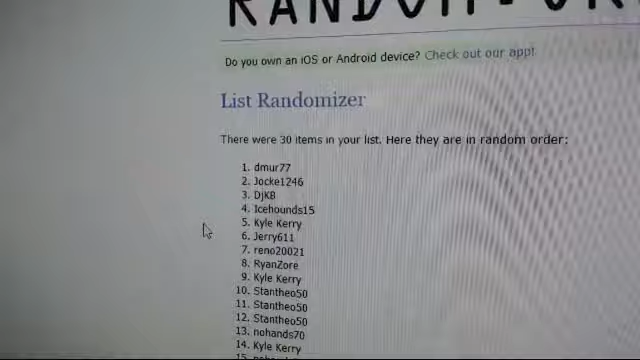 RANDOM.OR
Do you own an iOS or Android device? Check out our app!
List Randomizer
There were 30 items in your list. Here they are in random order:
1. dmur77
2. Jocke1246
3. DjKB
4. Icehounds15
5. Kyle Kerry
6. Jerry611
7. reno20021
8. RyanZore
9. Kyle Kerry
10. Stantheo50
11. Stantheo50
12. Stantheo50
13. nohands70
14. Kyle Kerry
15.